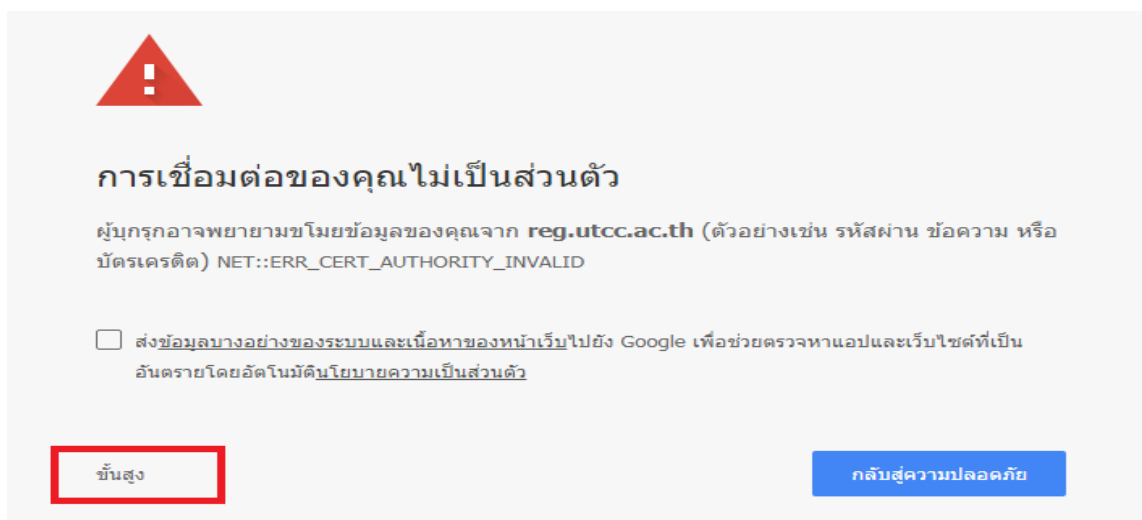 การเชื่อมต่อของคุณไม่เป็นส่วนตัว
ผู้บุกรุกอาจพยายามขโมยข้อมูลของคุณจาก reg.utcc.ac.th (ตัวอย่างเช่น รหัสผ่าน ข้อความ หรือ
บัตรเครดิต) NET::ERR_CERT_AUTHORITY_INVALID
ส่งข้อมูลบางอย่างของระบบและเนื้อหาของหน้าเว็บไปยัง Google เพื่อช่วยตรวจหาแอปและเว็บไซต์ที่เป็น
อันตรายโดยอัตโนมัตินโยบายความเป็นส่วนตัว
ขั้นสูง
กลับสู่ความปลอดภัย